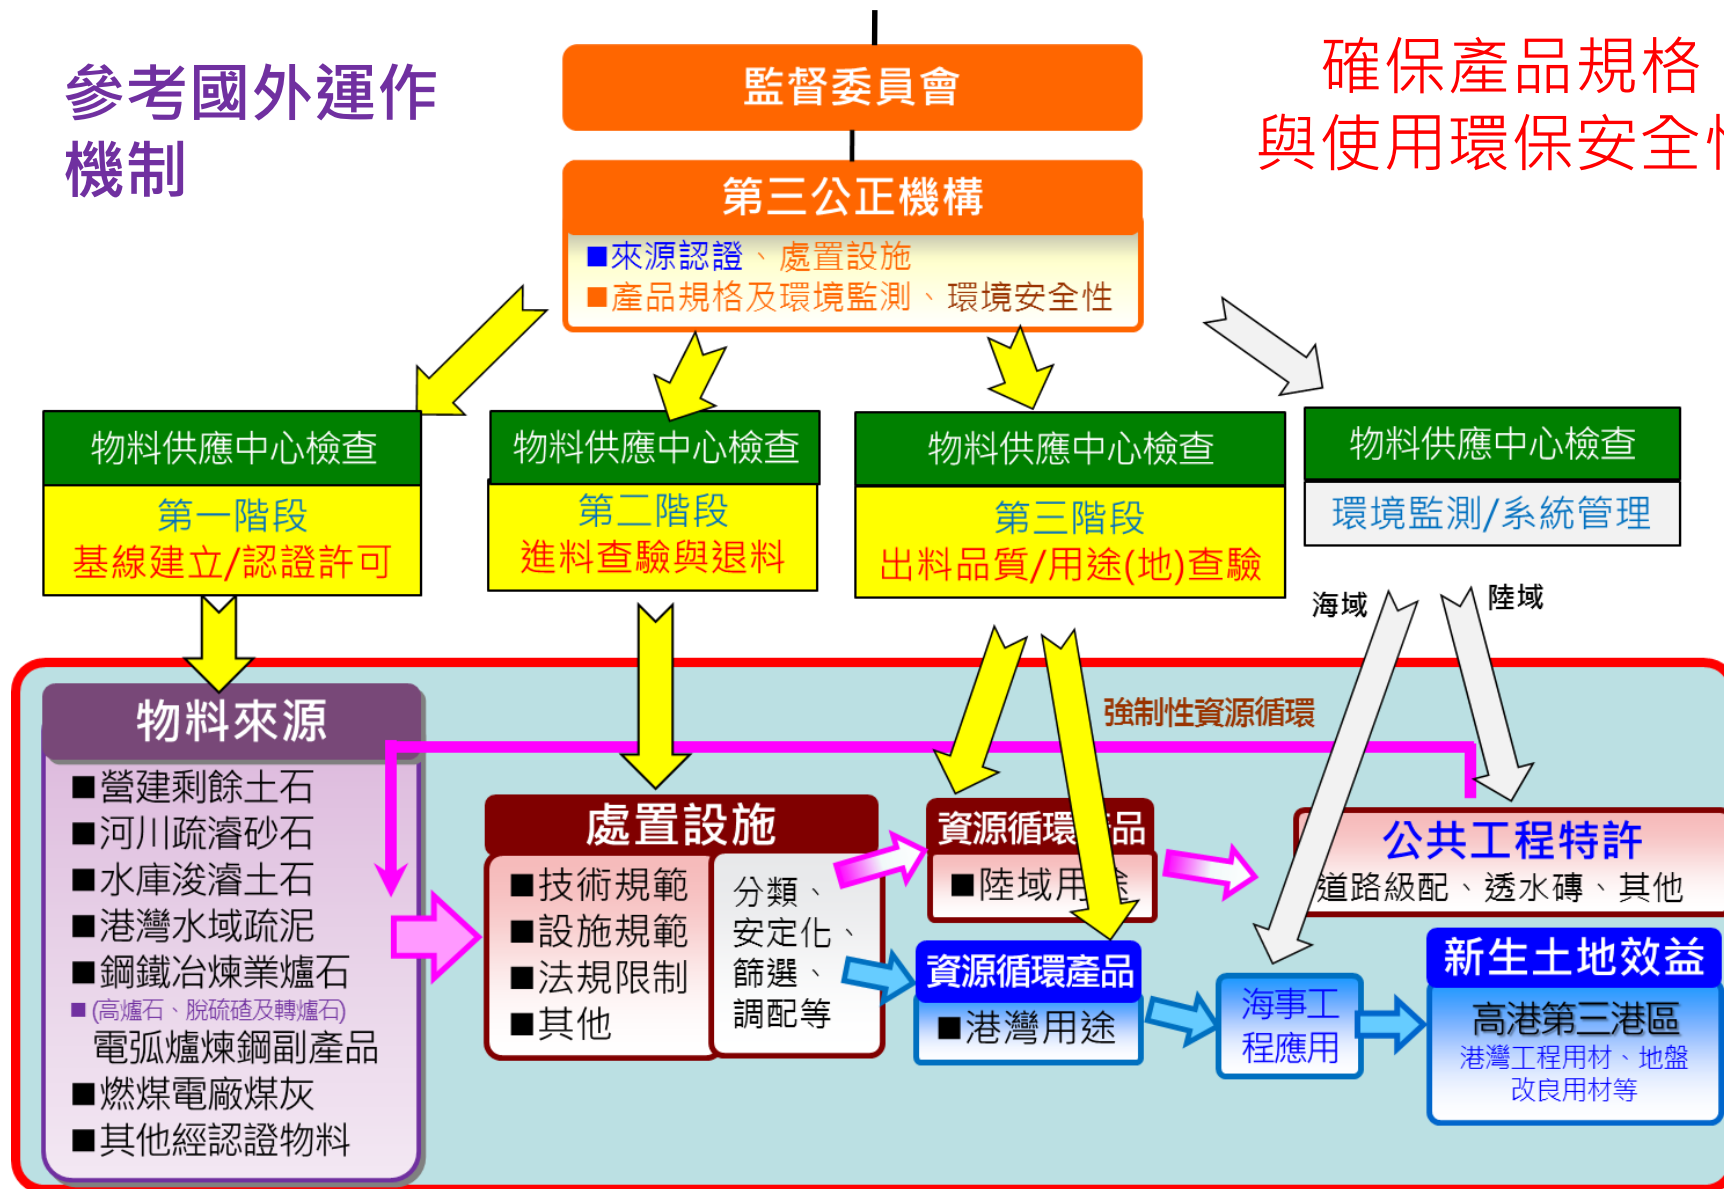 參考國外運作
機制
監督委員會
確保產品規格
與使用環保安全
第三公正機構
■來源認證、處置設施
■產品規格及環境監測、環境安全性
物料供應中心檢查
第一階段
基線建立/認證許可
物料供應中心檢查
第二階段
進料查驗與退料
物料供應中心檢查
第三階段
出料品質/用途(地)查驗
物料供應中心檢查
環境監測/系統管理
海域
陸域
強制性資源循環
物料來源
■營建剩餘土石
■河川疏濬砂石
■水庫浚濬土石
■港灣水域疏泥
■鋼鐵冶煉業爐石
■(高爐石、脫硫碴及轉爐石)
電弧爐煉鋼副產品
■燃煤電廠煤灰
■其他經認證物料
處置設施
■技術規範
■設施規範
■法規限制
■其他
分類、
安定化、
篩選、
調配等
資源循環產品
■陸域用途
資源循環產品
■港灣用途
公共工程特許
道路級配、透水磚、其他
海事工
程應用
新生土地效益
高港第三港區
港灣工程用材、地盤
改良用材等